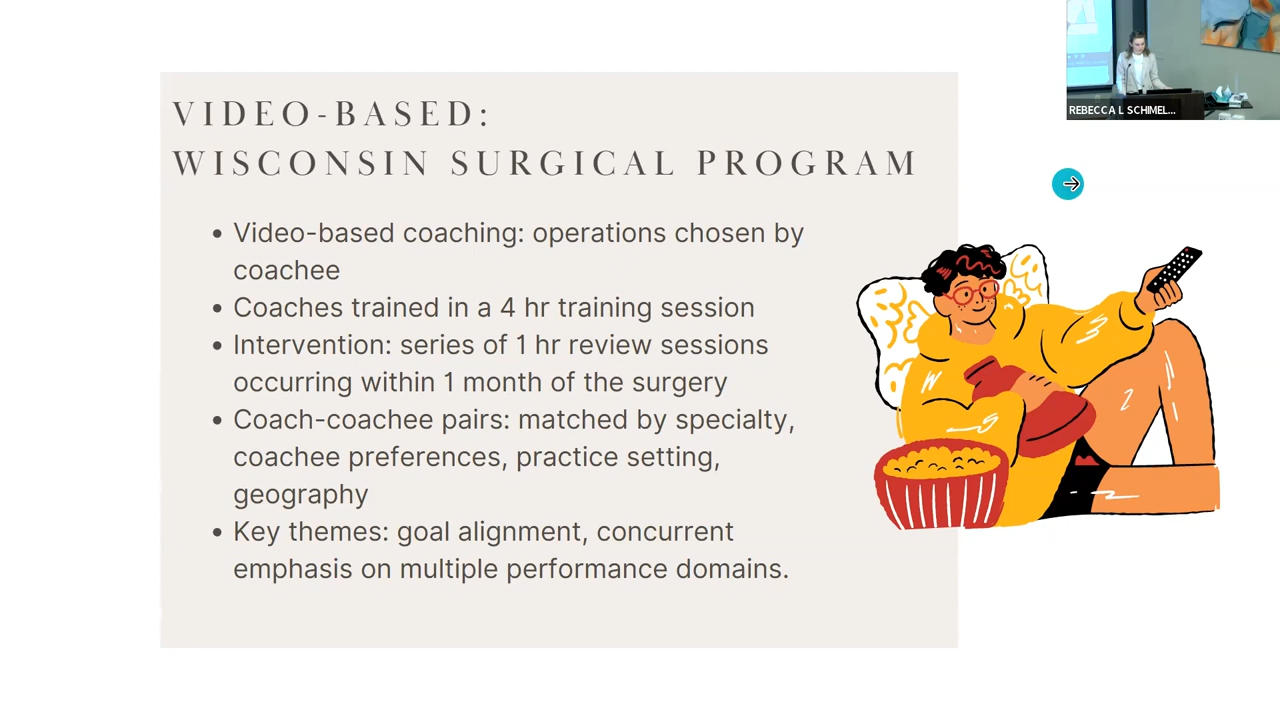 REBECCA L SCHIMEL...
VIDEO-BASED:
WISCONSIN SURGICAL PROGRAM
• Video-based coaching: operations chosen by
coachee
• Coaches trained in a 4 hr training session
• Intervention: series of 1 hr review sessions
occurring within 1 month of the surgery
• Coach-coachee pairs: matched by specialty,
coachee preferences, practice setting,
geography
• Key themes: goal alignment, concurrent
emphasis on multiple performance domains.